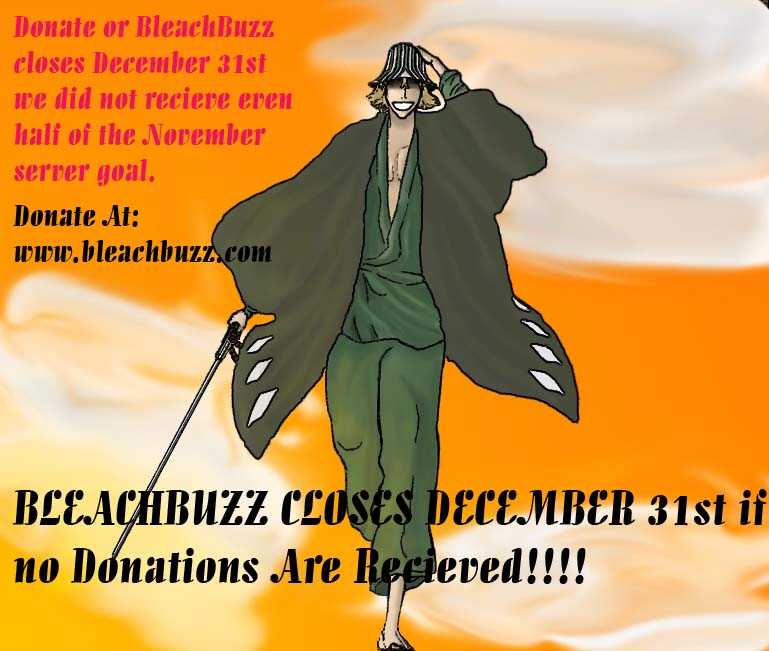 Donate or BleachBuzz
closes December 31st
we did not recieve even
half of the November
server goal.
Donate At:
www.bleachbuzz.com
BLEACHBUZZ CLOSES DECEMBER 31st if
no Donations Are Recieved!!!!